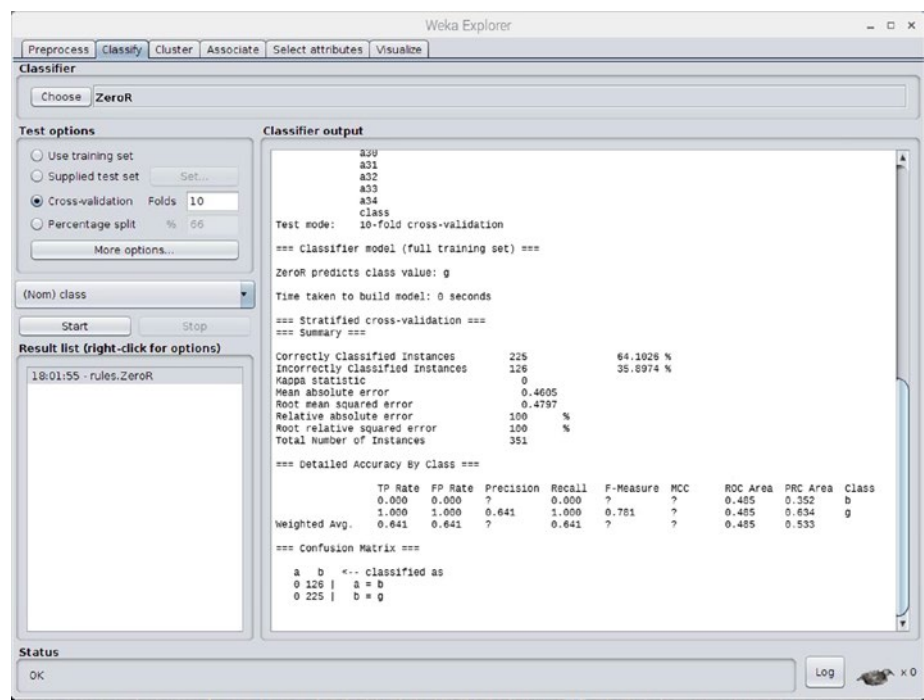 Weka Explorer
Preprocess Classify Cluster Associate Select attributes Visualize
Classifier
Choose ZeroR
Test options
Use training set
Supplied test set Set...
Cross-validation Folds 10
Percentage split % 66
More options...
(Nom) class
Start Stop
Result list (right-click for options)
18:01:55 - rules.ZeroR
Classifier output
a30
a31
a32
a33
a34
class
Test mode: 10-fold cross-validation
=== Classifier model (full training set) ===
ZeroR predicts class value: g
Time taken to build model: 0 seconds
=== Stratified cross-validation ===
=== Summary ===
Correctly Classified Instances 225 64.1026 %
Incorrectly Classified Instances 126 35.8974 %
Kappa statistic 0
Mean absolute error 0.4605
Root mean squared error 0.4797
Relative absolute error 100 %
Root relative squared error 100 %
Total Number of Instances 351
=== Detailed Accuracy By Class ===
TP Rate FP Rate Precision Recall F-Measure MCC ROC Area PRC Area Class
0.000 0.000 ? 0.000 ? ? 0.485 0.352 b
1.000 1.000 0.641 1.000 0.781 ? 0.485 0.634 g
Weighted Avg. 0.641 0.641 ? 0.641 ? ? 0.485 0.533
=== Confusion Matrix ===
a b <-- classified as
0 126 | a = b
0 225 | b = g
Status
OK
Log x 0